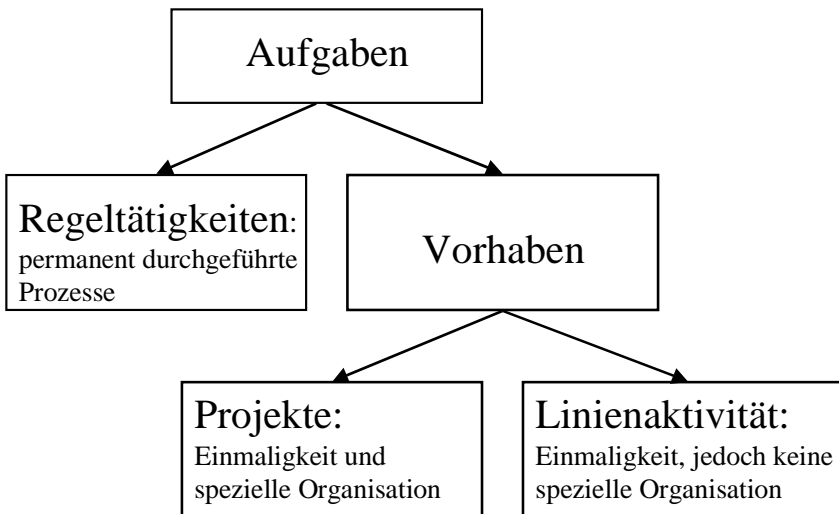 Aufgaben
Regeltätigkeiten:
permanent durchgeführte
Prozesse
Vorhaben
Projekte:
Einmaligkeit und
spezielle Organisation
Linienaktivität:
Einmaligkeit, jedoch keine
spezielle Organisation